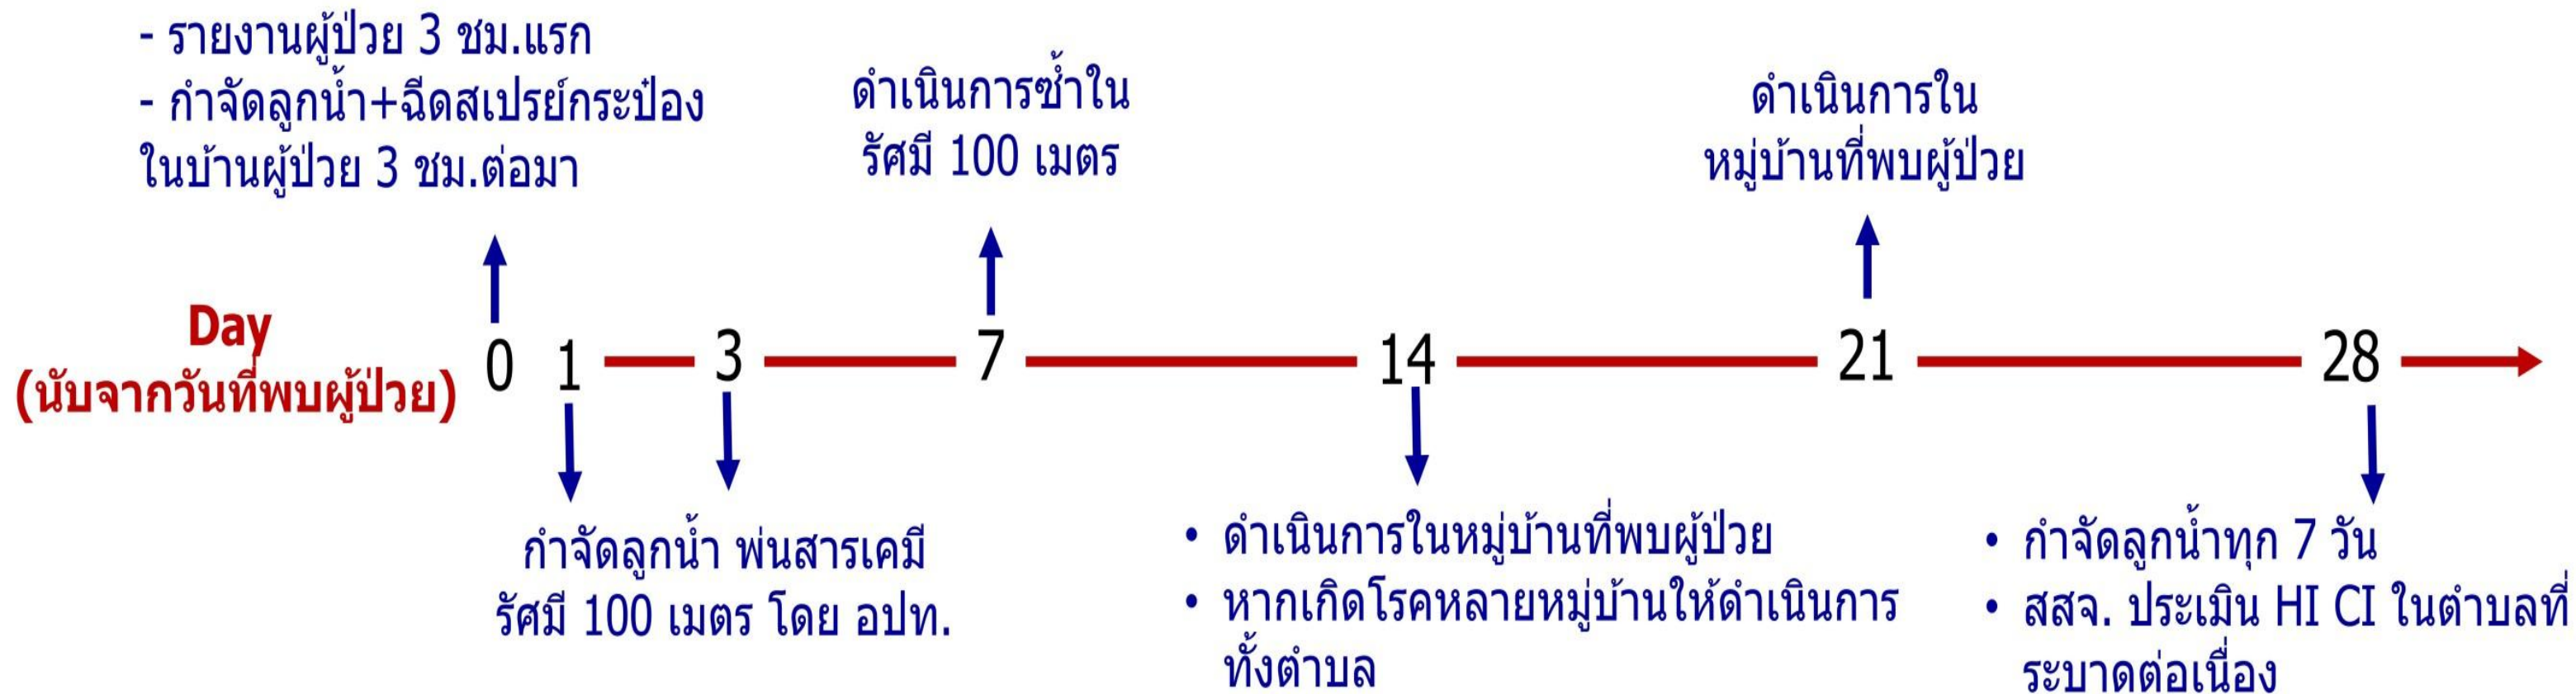 - รายงานผู้ป่วย 3 ชม.แรก
- กำจัดลูกน้ำ+ฉีดสเปรย์กระป๋อง
ในบ้านผู้ป่วย 3 ชม.ต่อมา
ดำเนินการซ้ำใน
รัศมี 100 เมตร
ดำเนินการใน
หมู่บ้านที่พบผู้ป่วย
Day
(นับจากวันที่พบผู้ป่วย)
0 1 3 7 14 21 28
กำจัดลูกน้ำ พ่นสารเคมี
รัศมี 100 เมตร โดย อปท.
• ดำเนินการในหมู่บ้านที่พบผู้ป่วย
• หากเกิดโรคหลายหมู่บ้านให้ดำเนินการ
ทั้งตำบล
• กำจัดลูกน้ำทุก 7 วัน
• สสจ. ประเมิน HI CI ในตำบลที่
ระบาดต่อเนื่อง